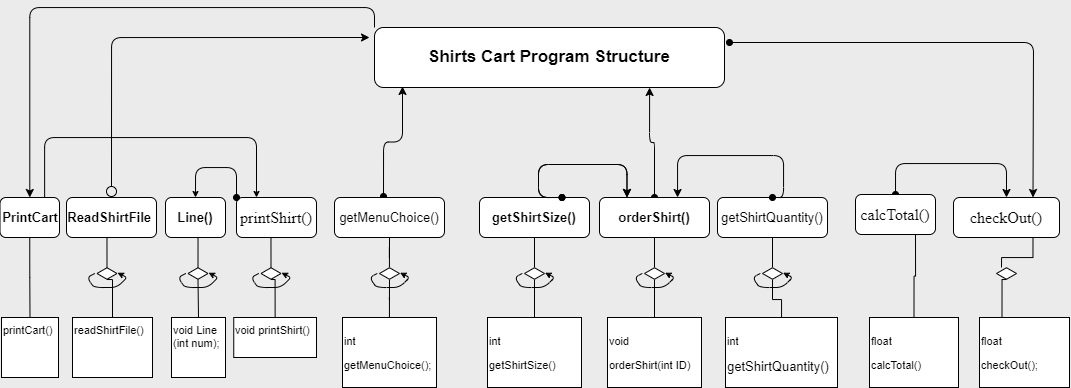 Shirts Cart Program Structure
PrintCart
ReadShirtFile
Line()
printShirt()
getMenuChoice()
getShirtSize()
orderShirt()
getShirtQuantity()
calcTotal()
checkOut()
printCart()
readShirtFile()
void Line
(int num);
void printShirt()
int
getMenuChoice();
int
getShirtSize()
void
orderShirt(int ID)
int
getShirtQuantity()
float
calcTotal()
float
checkOut();